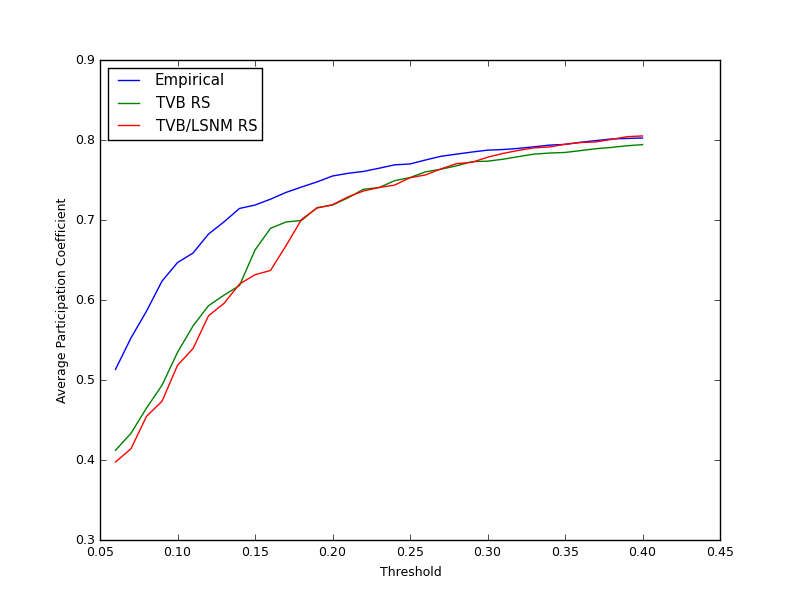 0.9
0.8
0.7
0.6
0.5
0.4
0.3
Average Participation Coefficient
Empirical
TVB RS
TVB/LSNM RS
0.05 0.10 0.15 0.20 0.25 0.30 0.35 0.40 0.45
Threshold